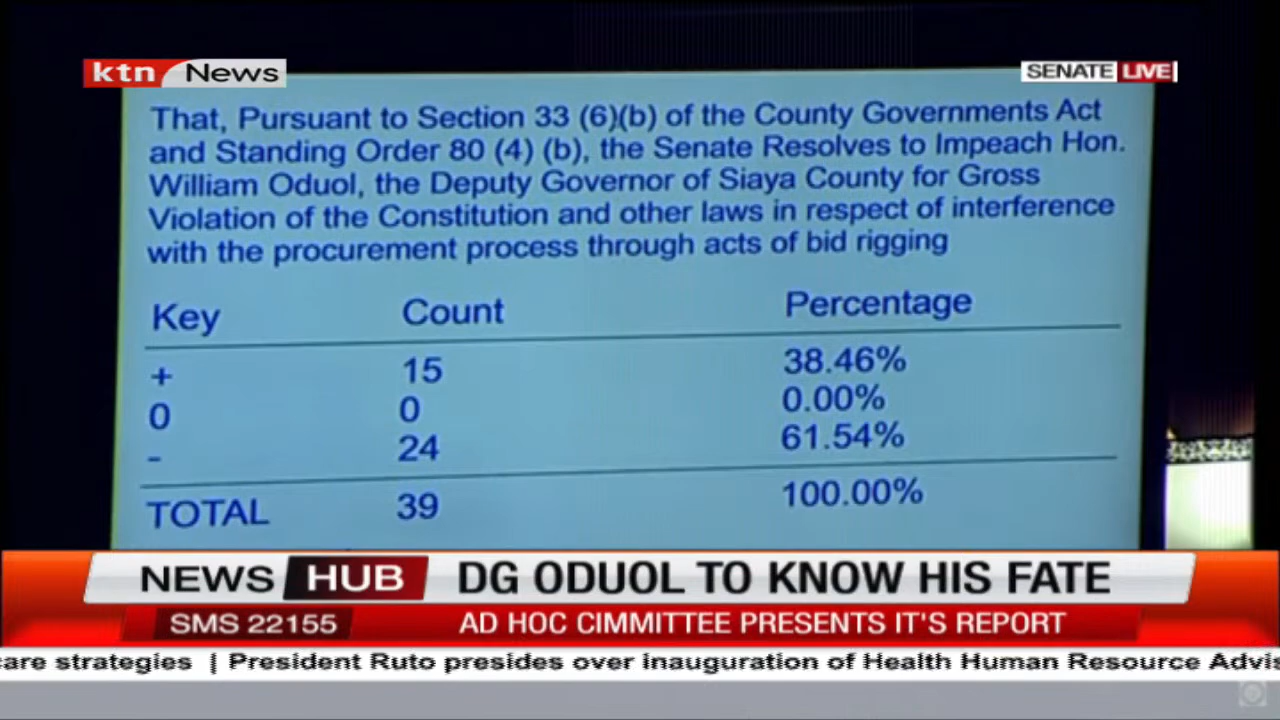 ktn News
SENATE LIVE
That, Pursuant to Section 33 (6)(b) of the County Governments Act
and Standing Order 80 (4) (b), the Senate Resolves to Impeach Hon.
William Oduol, the Deputy Governor of Siaya County for Gross
Violation of the Constitution and other laws in respect of interference
with the procurement process through acts of bid rigging
Key Count Percentage
+ 15 38.46%
0 0 0.00%
- 24 61.54%
TOTAL 39 100.00%
NEWS HUB DG ODUOL TO KNOW HIS FATE
SMS 22155 AD HOC CIMMITTEE PRESENTS IT'S REPORT
care strategies | President Ruto presides over inauguration of Health Human Resource Advis